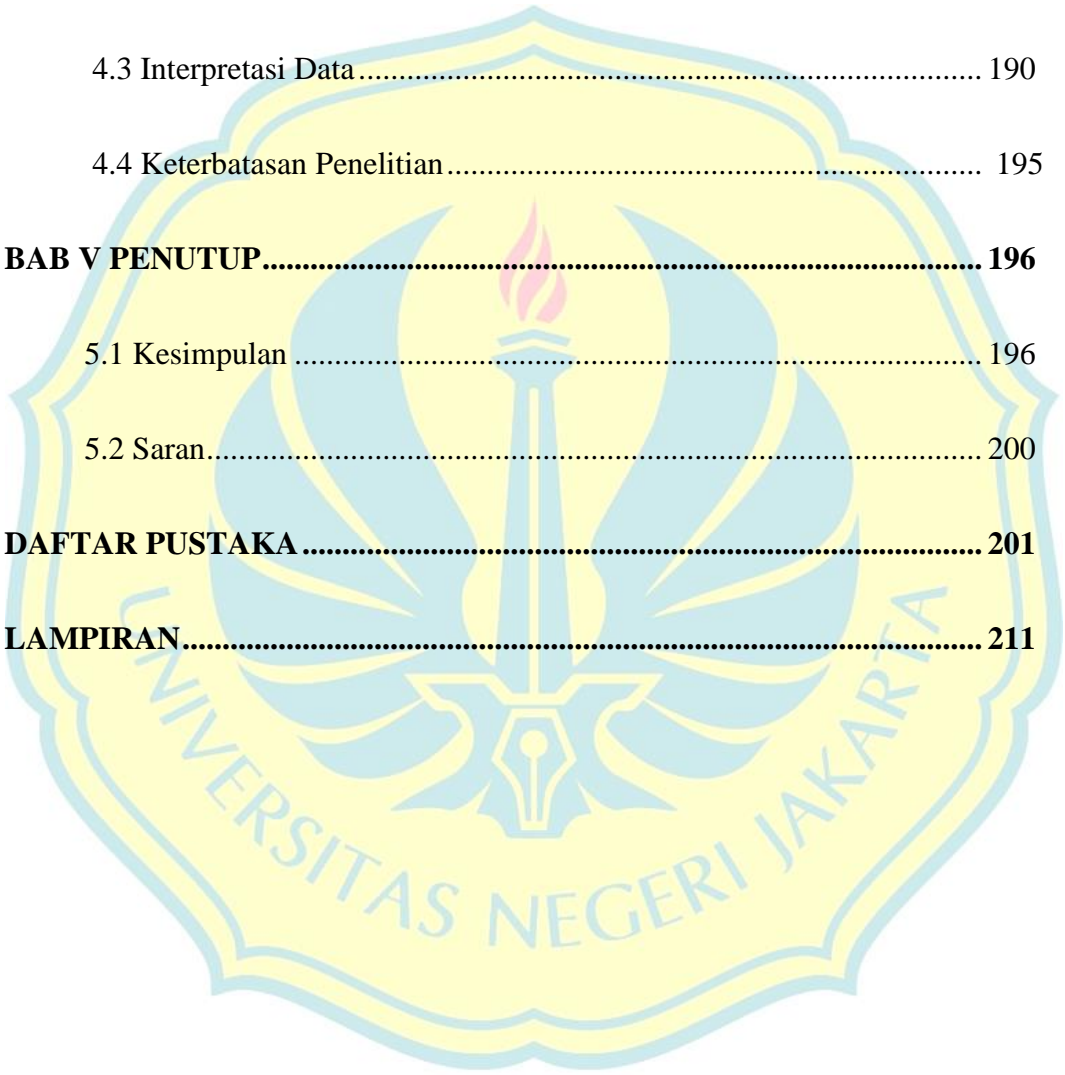 4.3 Interpretasi Data.............................................................................. 190
4.4 Keterbatasan Penelitian................................................................... 195
BAB V PENUTUP.......................................................................................... 196
5.1 Kesimpulan ...................................................................................... 196
5.2 Saran................................................................................................. 200
DAFTAR PUSTAKA..................................................................................... 201
LAMPIRAN.................................................................................................... 211
UNIVERSITAS NEGERI JAKARTA